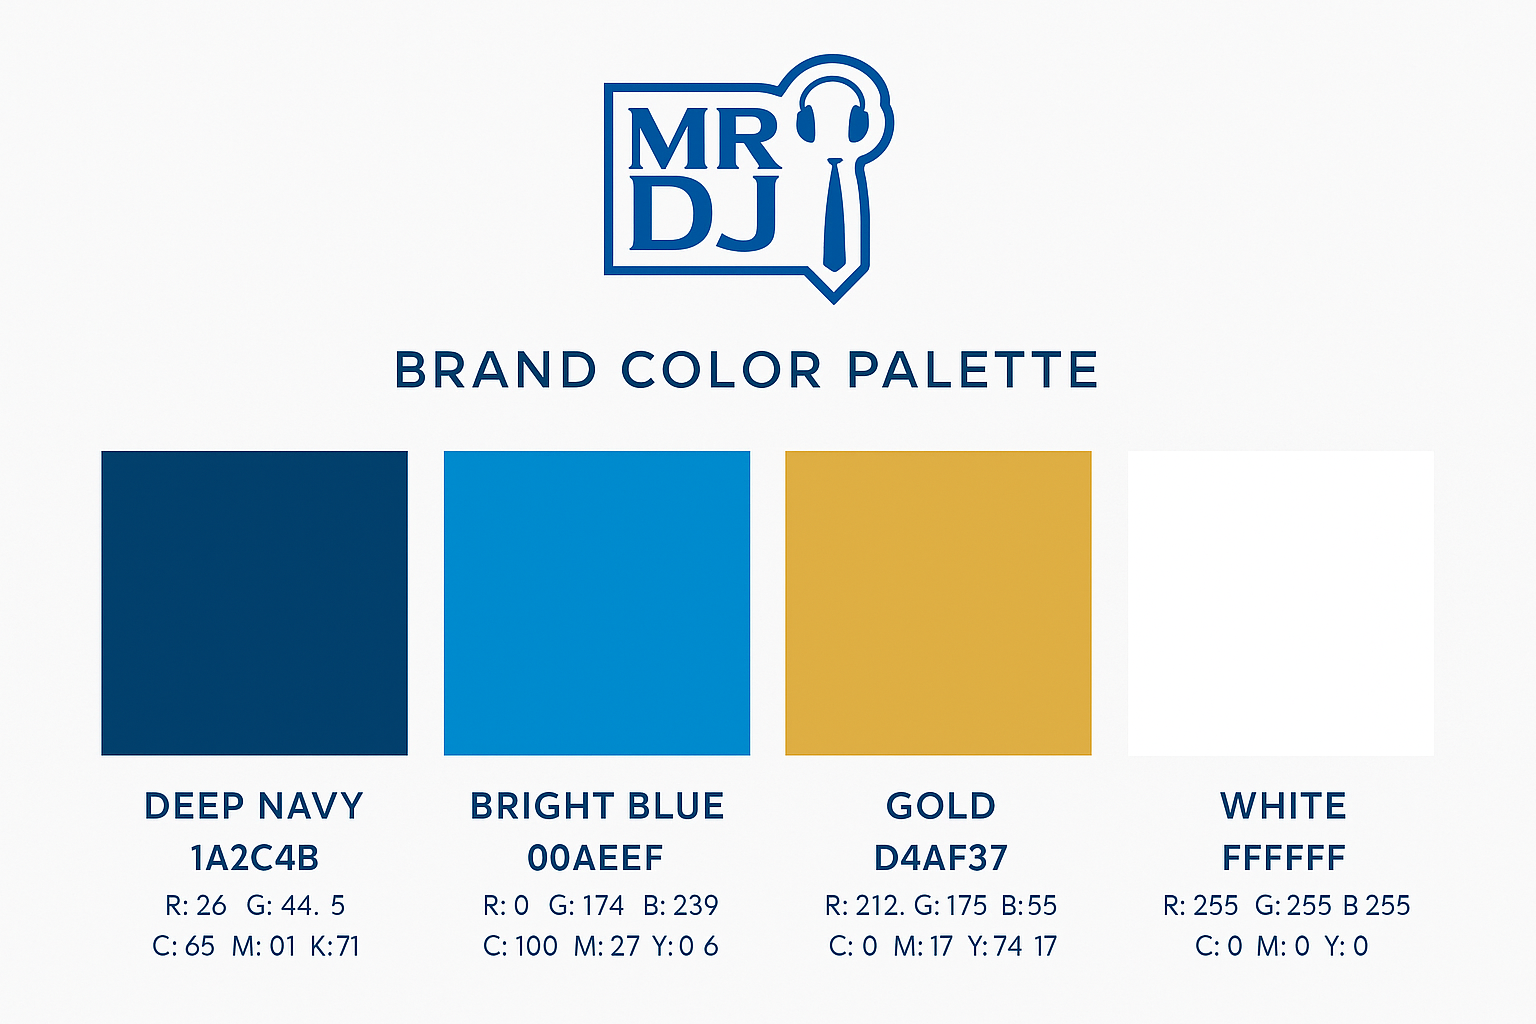 MR
DJ
BRAND COLOR PALETTE
DEEP NAVY
1A2C4B
R: 26 G: 44. 5
C: 65 M: 01 K:71
BRIGHT BLUE
00AEEF
R: 0 G: 174 B: 239
C: 100 M: 27 Y:0 6
GOLD
D4AF37
R: 212. G: 175 B:55
C: 0 M: 17 Y:74 17
WHITE
FFFFFF
R: 255 G: 255 B 255
C: 0 M: 0 Y: 0